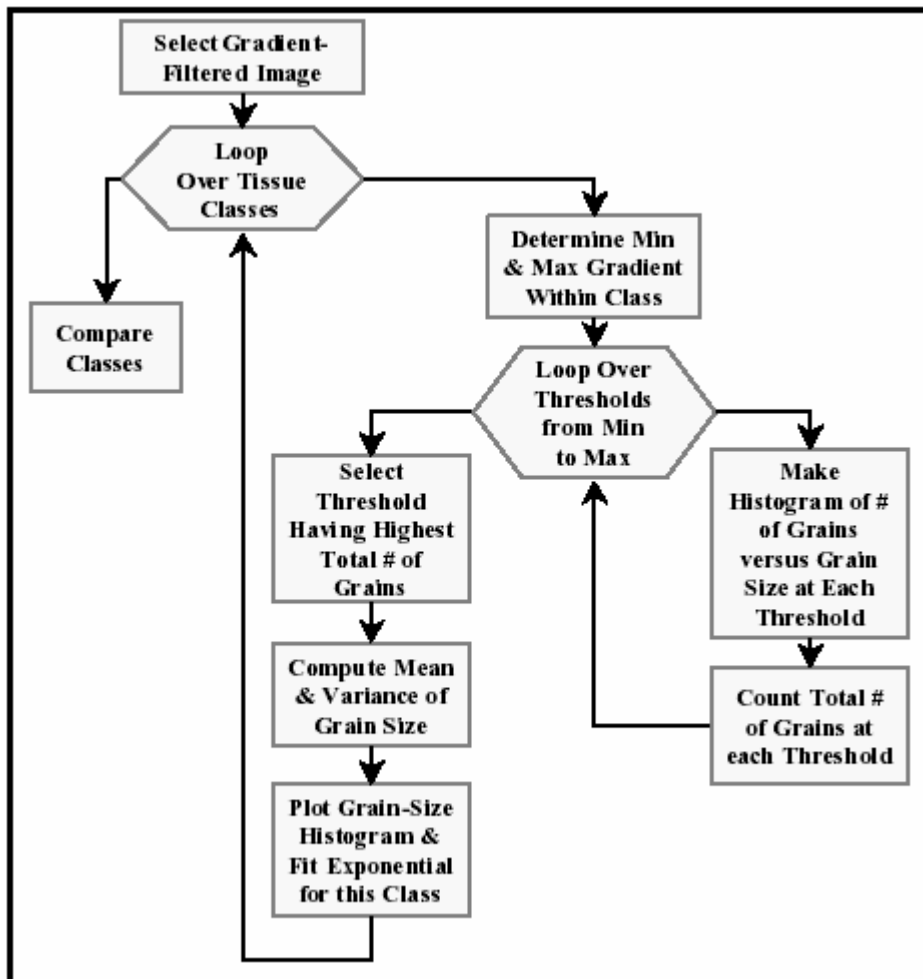 Select Gradient-
Filtered Image
Loop
Over Tissue
Classes
Compare
Classes
Determine Min
& Max Gradient
Within Class
Loop Over
Thresholds
from Min
to Max
Select
Threshold
Having Highest
Total # of
Grains
Compute Mean
& Variance of
Grain Size
Plot Grain-Size
Histogram &
Fit Exponential
for this Class
Make
Histogram of #
of Grains
versus Grain
Size at Each
Threshold
Count Total #
of Grains at
each Threshold